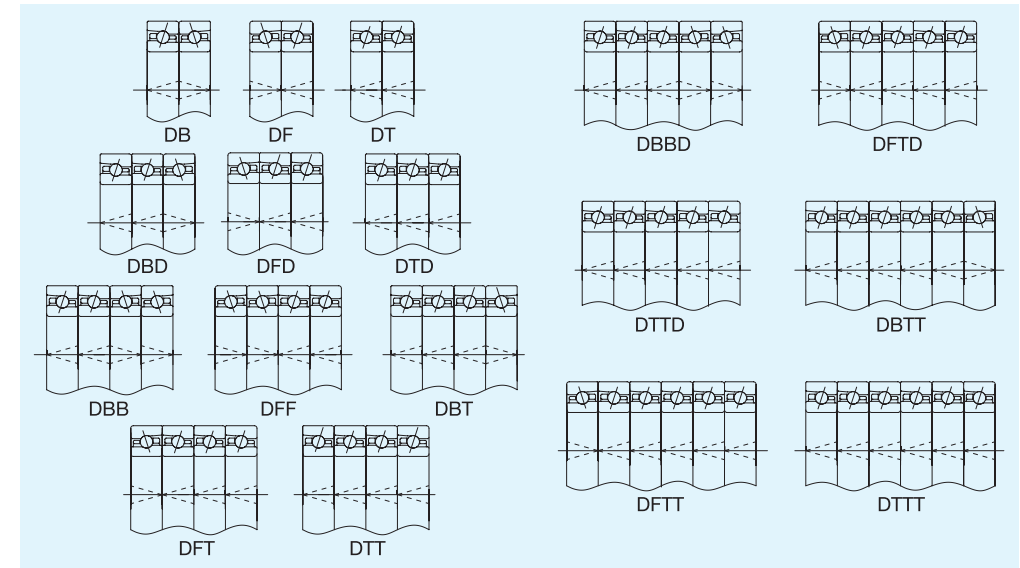 DB DF DT
DBD DFD DTD
DBB DFF DBT
DFT DTT
DBBD DFTD
DTTD DBTT
DFTT DTTT